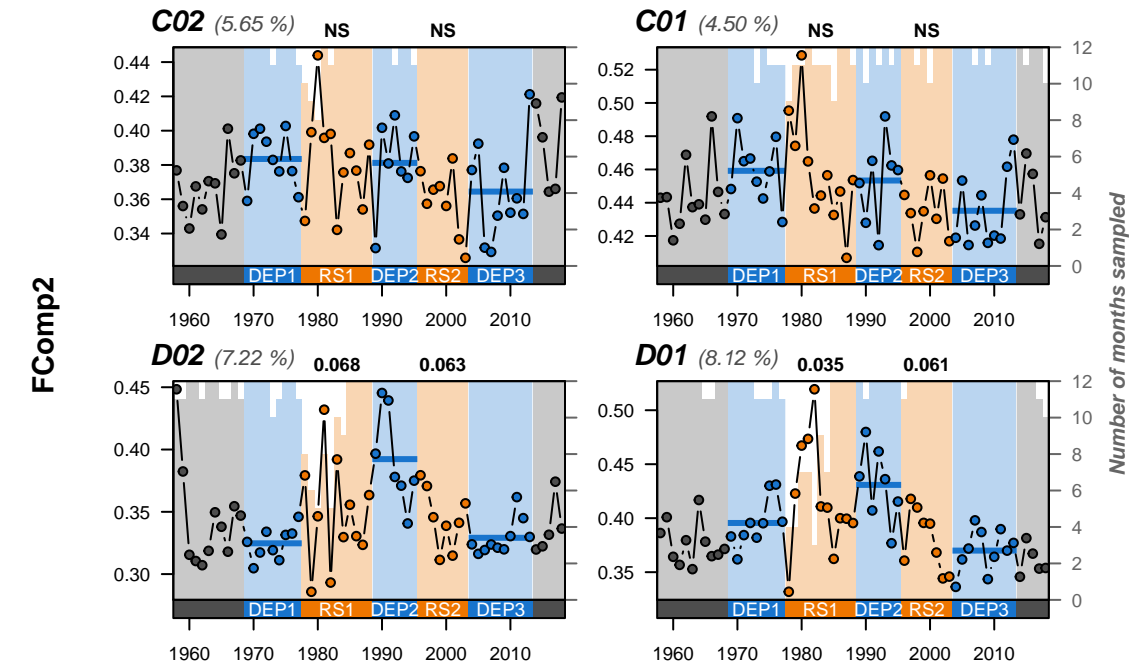 C02 (5.65 %) NS NS
C01 (4.50 %) NS NS
0.44
0.42
0.40
0.38
0.36
0.34
0.52
0.50
0.48
0.46
0.44
0.42
12
10
8
6
4
2
0
DEP1 RS1 DEP2 RS2 DEP3
DEP1 RS1 DEP2 RS2 DEP3
1960 1970 1980 1990 2000 2010
1960 1970 1980 1990 2000 2010
FComp2
Number of months sampled
D02 (7.22 %) 0.068 0.063
D01 (8.12 %) 0.035 0.061
0.45
0.40
0.35
0.30
0.50
0.45
0.40
0.35
12
10
8
6
4
2
0
DEP1 RS1 DEP2 RS2 DEP3
DEP1 RS1 DEP2 RS2 DEP3
1960 1970 1980 1990 2000 2010
1960 1970 1980 1990 2000 2010